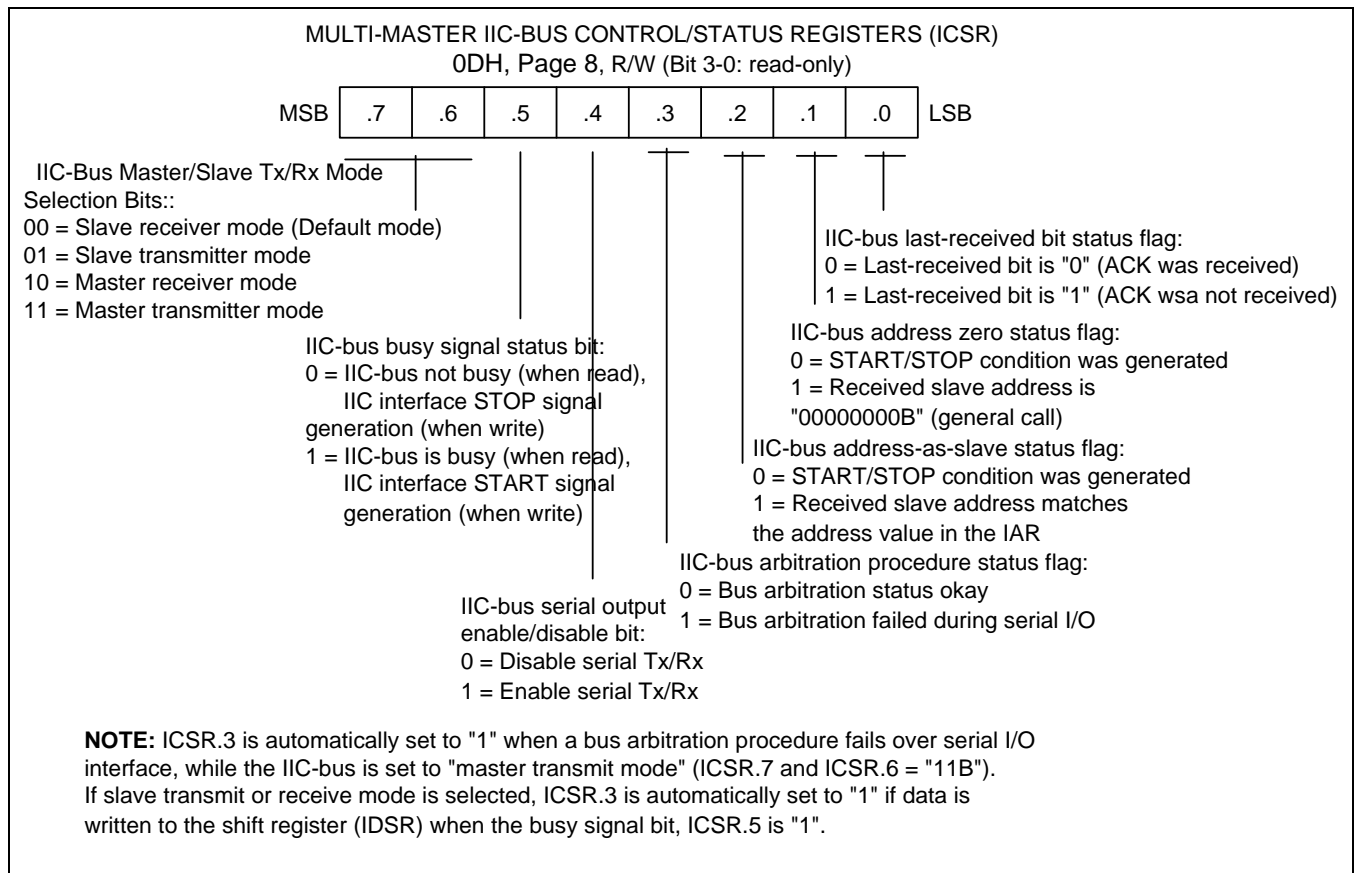 MULTI-MASTER IIC-BUS CONTROL/STATUS REGISTERS (ICSR)
0DH, Page 8, R/W (Bit 3-0: read-only)
MSB .7 .6 .5 .4 .3 .2 .1 .0 LSB
IIC-Bus Master/Slave Tx/Rx Mode
Selection Bits::
00 = Slave receiver mode (Default mode)
01 = Slave transmitter mode
10 = Master receiver mode
11 = Master transmitter mode
IIC-bus last-received bit status flag:
0 = Last-received bit is "0" (ACK was received)
1 = Last-received bit is "1" (ACK wsa not received)
IIC-bus address zero status flag:
0 = START/STOP condition was generated
1 = Received slave address is
"00000000B" (general call)
IIC-bus busy signal status bit:
0 = IIC-bus not busy (when read),
IIC interface STOP signal
generation (when write)
1 = IIC-bus is busy (when read),
IIC interface START signal
generation (when write)
IIC-bus address-as-slave status flag:
0 = START/STOP condition was generated
1 = Received slave address matches
the address value in the IAR
IIC-bus arbitration procedure status flag:
0 = Bus arbitration status okay
1 = Bus arbitration failed during serial I/O
IIC-bus serial output
enable/disable bit:
0 = Disable serial Tx/Rx
1 = Enable serial Tx/Rx
NOTE: ICSR.3 is automatically set to "1" when a bus arbitration procedure fails over serial I/O
interface, while the IIC-bus is set to "master transmit mode" (ICSR.7 and ICSR.6 = "11B").
If slave transmit or receive mode is selected, ICSR.3 is automatically set to "1" if data is
written to the shift register (IDSR) when the busy signal bit, ICSR.5 is "1".